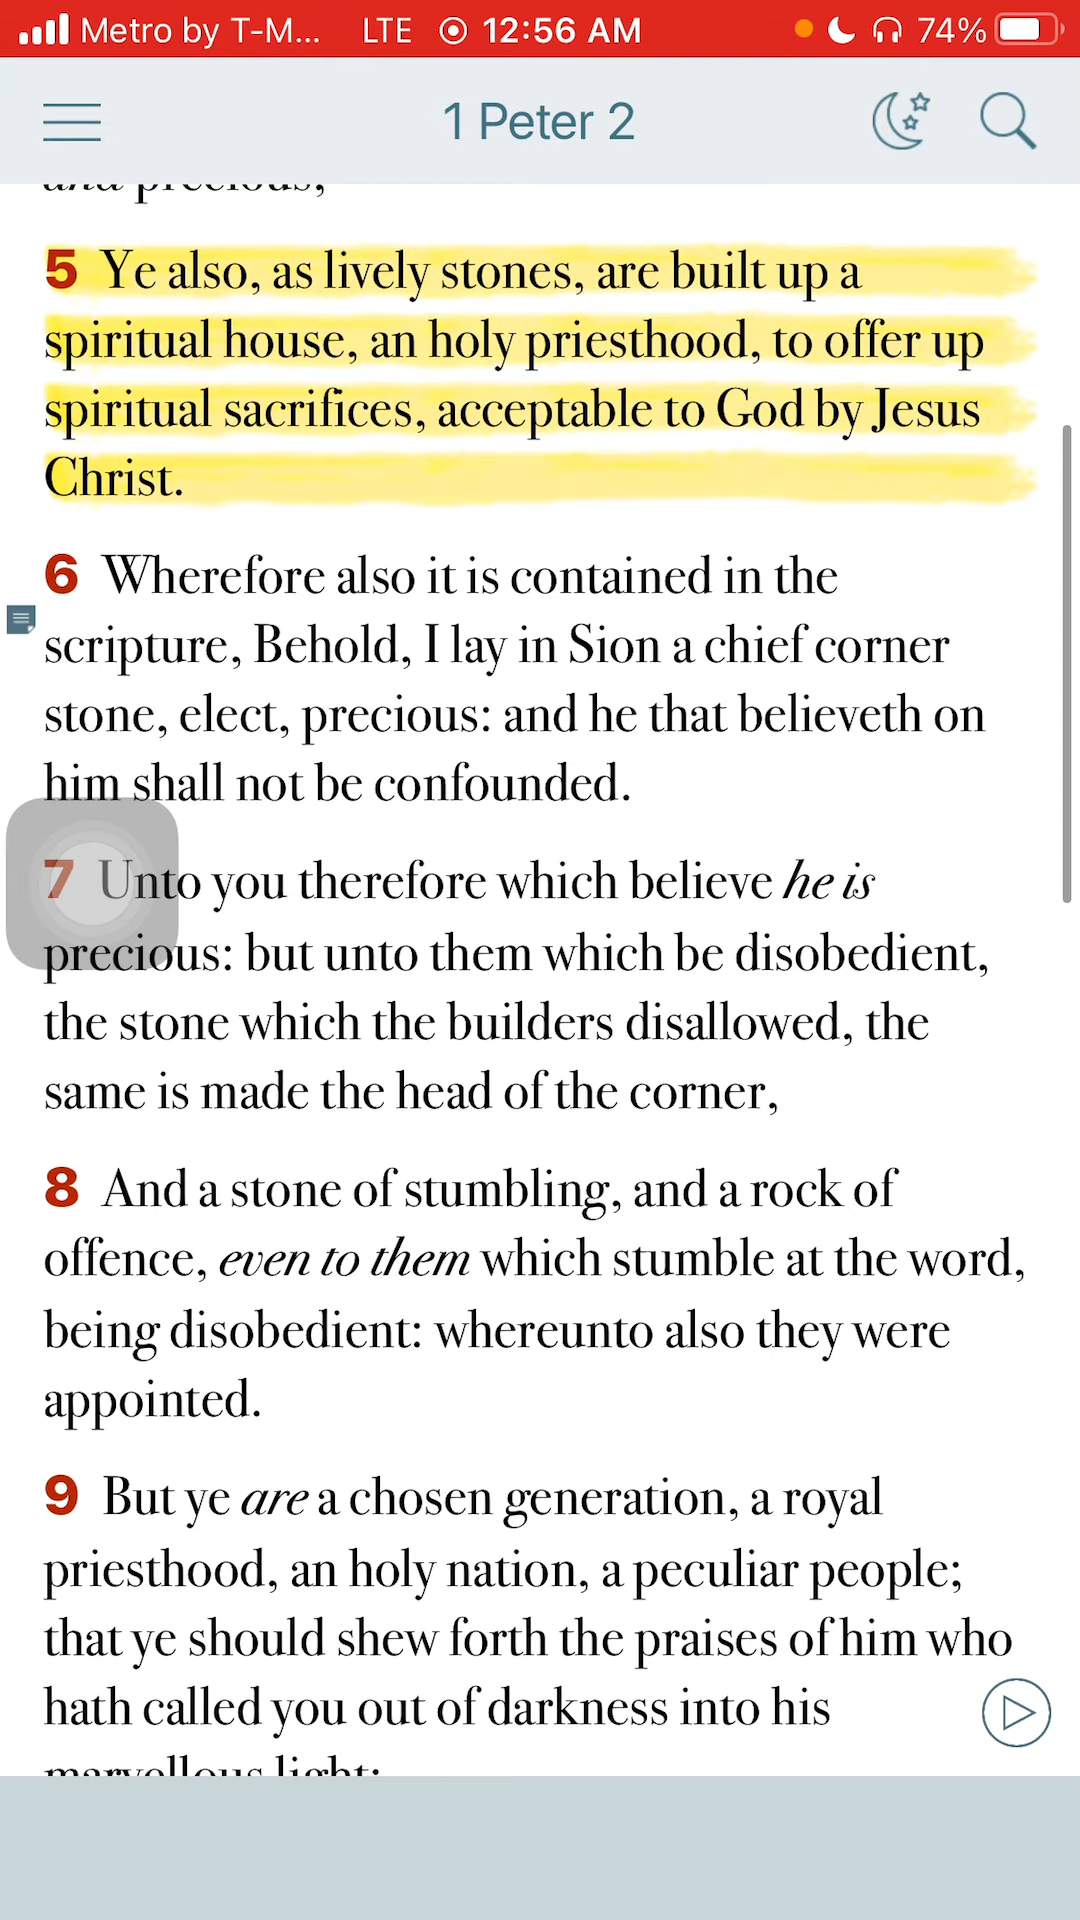 Metro by T-M... LTE 12:56 AM 74%
1 Peter 2
and precious,
5 Ye also, as lively stones, are built up a
spiritual house, an holy priesthood, to offer up
spiritual sacrifices, acceptable to God by Jesus
Christ.
6 Wherefore also it is contained in the
scripture, Behold, I lay in Sion a chief corner
stone, elect, precious: and he that believeth on
him shall not be confounded.
7 Unto you therefore which believe he is
precious: but unto them which be disobedient,
the stone which the builders disallowed, the
same is made the head of the corner,
8 And a stone of stumbling, and a rock of
offence, even to them which stumble at the word,
being disobedient: whereunto also they were
appointed.
9 But ye are a chosen generation, a royal
priesthood, an holy nation, a peculiar people;
that ye should shew forth the praises of him who
hath called you out of darkness into his
marvellous light: